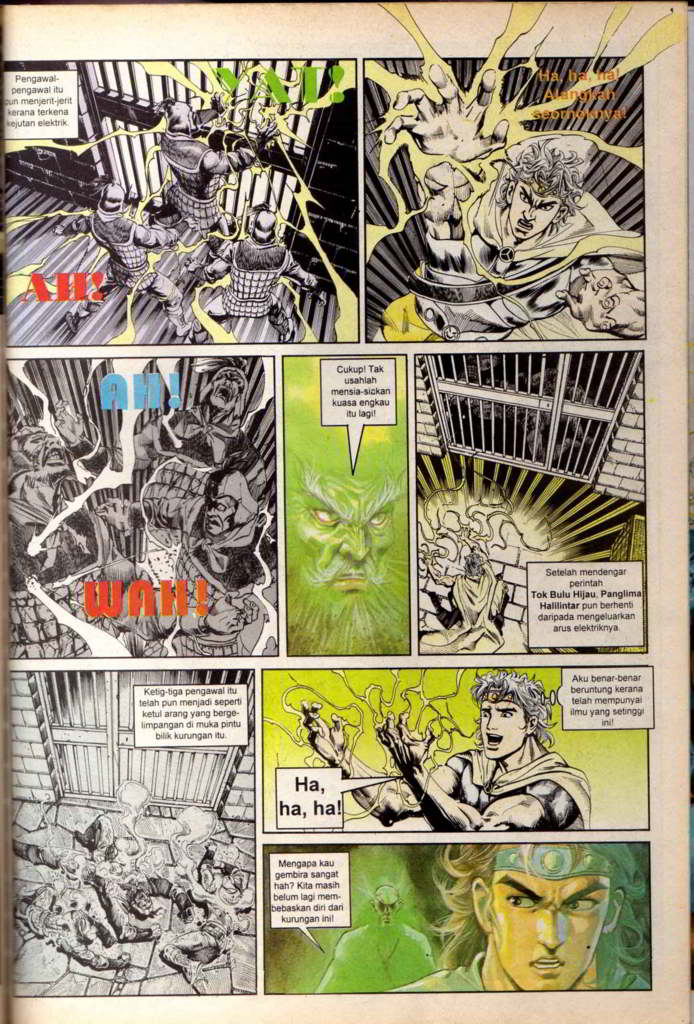 Pengawal-
pengawal itu
pun menjerit-jerit
kerana terkena
kejutan elektrik.
YAT!
AH!
Ha, ha, ha!
Alangkah
seornoknya!
AH!
WAH!
Cukup! Tak
usahlah
mensia-siakan
kuasa engkau
itu lagi!
Setelah mendengar
perintah
Tok Bulu Hijau, Panglima
Halilintar pun berhenti
daripada mengeluarkan
arus elektriknya.
Ketig-tiga pengawal itu
telah pun menjadi seperti
ketul arang yang berge-
limpangan di muka pintu
bilik kurungan itu.
Aku benar-benar
beruntung kerana
telah mempunyai
ilmu yang setinggi
ini!
Ha,
ha, ha!
Mengapa kau
gembira sangat
hah? Kita masih
belum lagi mem-
bebaskan diri dari
kurungan ini!